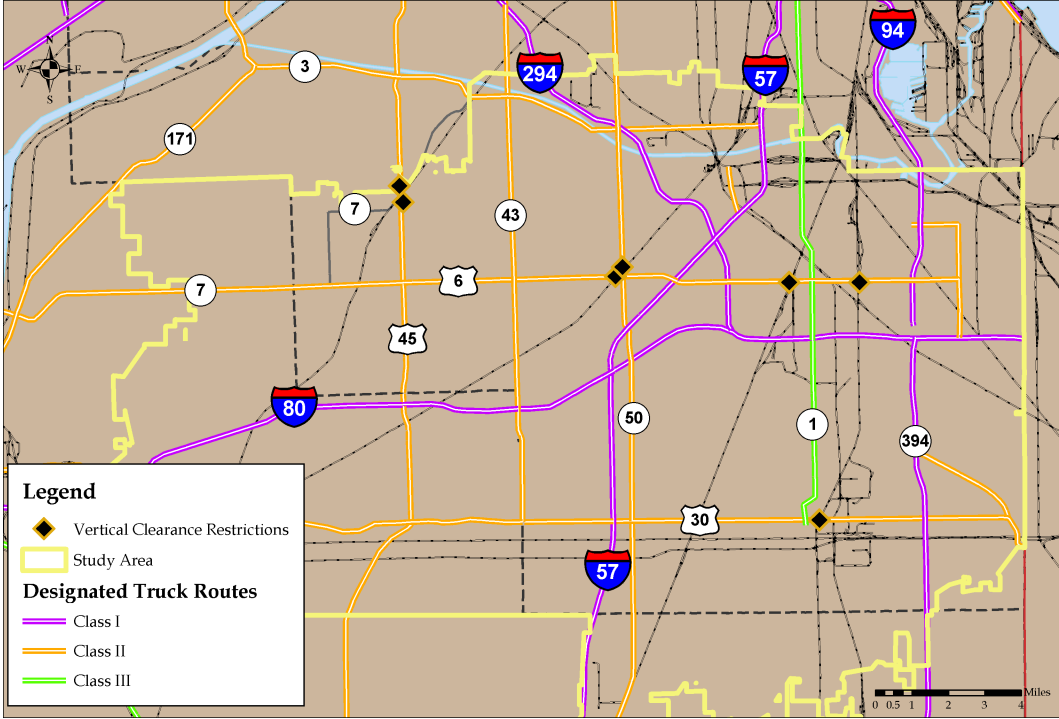 94
294
57
3
N
W E
S
171
7
43
7
6
45
80
50
1
394
30
57
Legend
Vertical Clearance Restrictions
Study Area
Designated Truck Routes
Class I
Class II
Class III
Miles
0 0.5 1 2 3 4